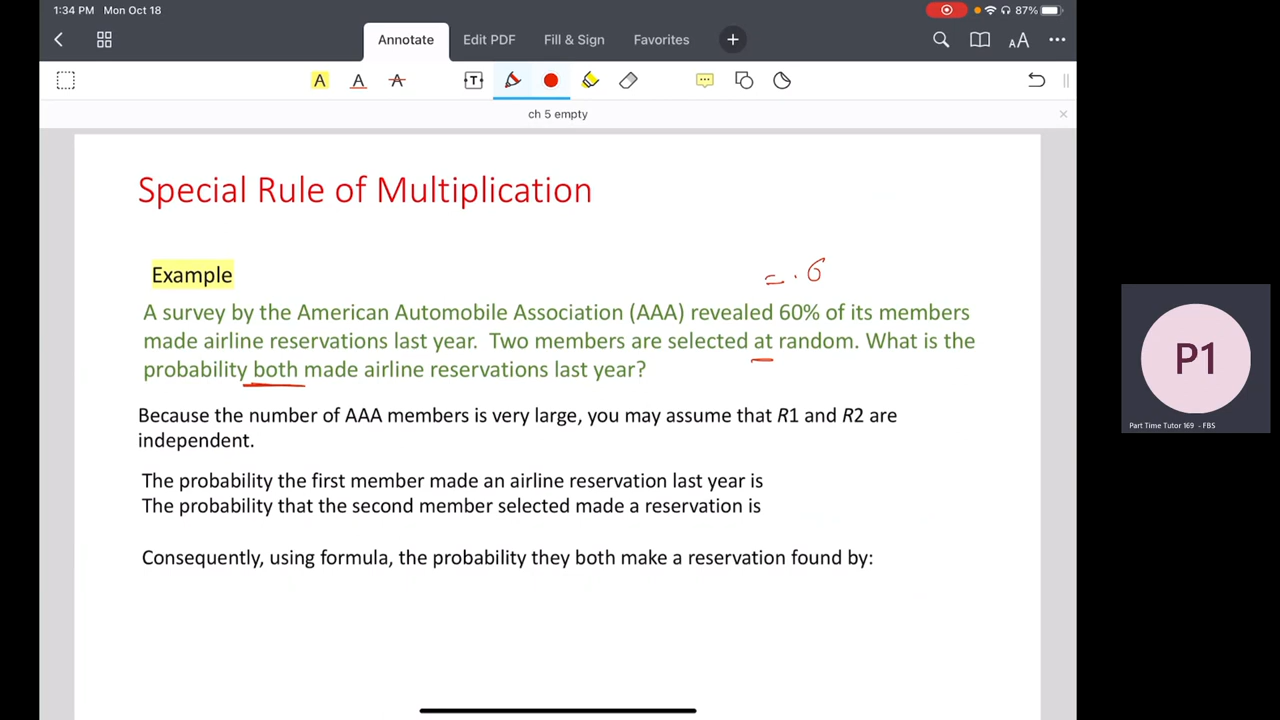 1:34 PM Mon Oct 18
87%
Annotate Edit PDF Fill & Sign Favorites
A A A T
ch 5 empty
Special Rule of Multiplication
= .6
Example
A survey by the American Automobile Association (AAA) revealed 60% of its members
made airline reservations last year. Two members are selected at random. What is the
probability both made airline reservations last year?
Because the number of AAA members is very large, you may assume that R1 and R2 are
independent.
The probability the first member made an airline reservation last year is
The probability that the second member selected made a reservation is
Consequently, using formula, the probability they both make a reservation found by:
P1
Part Time Tutor 169 - FBS